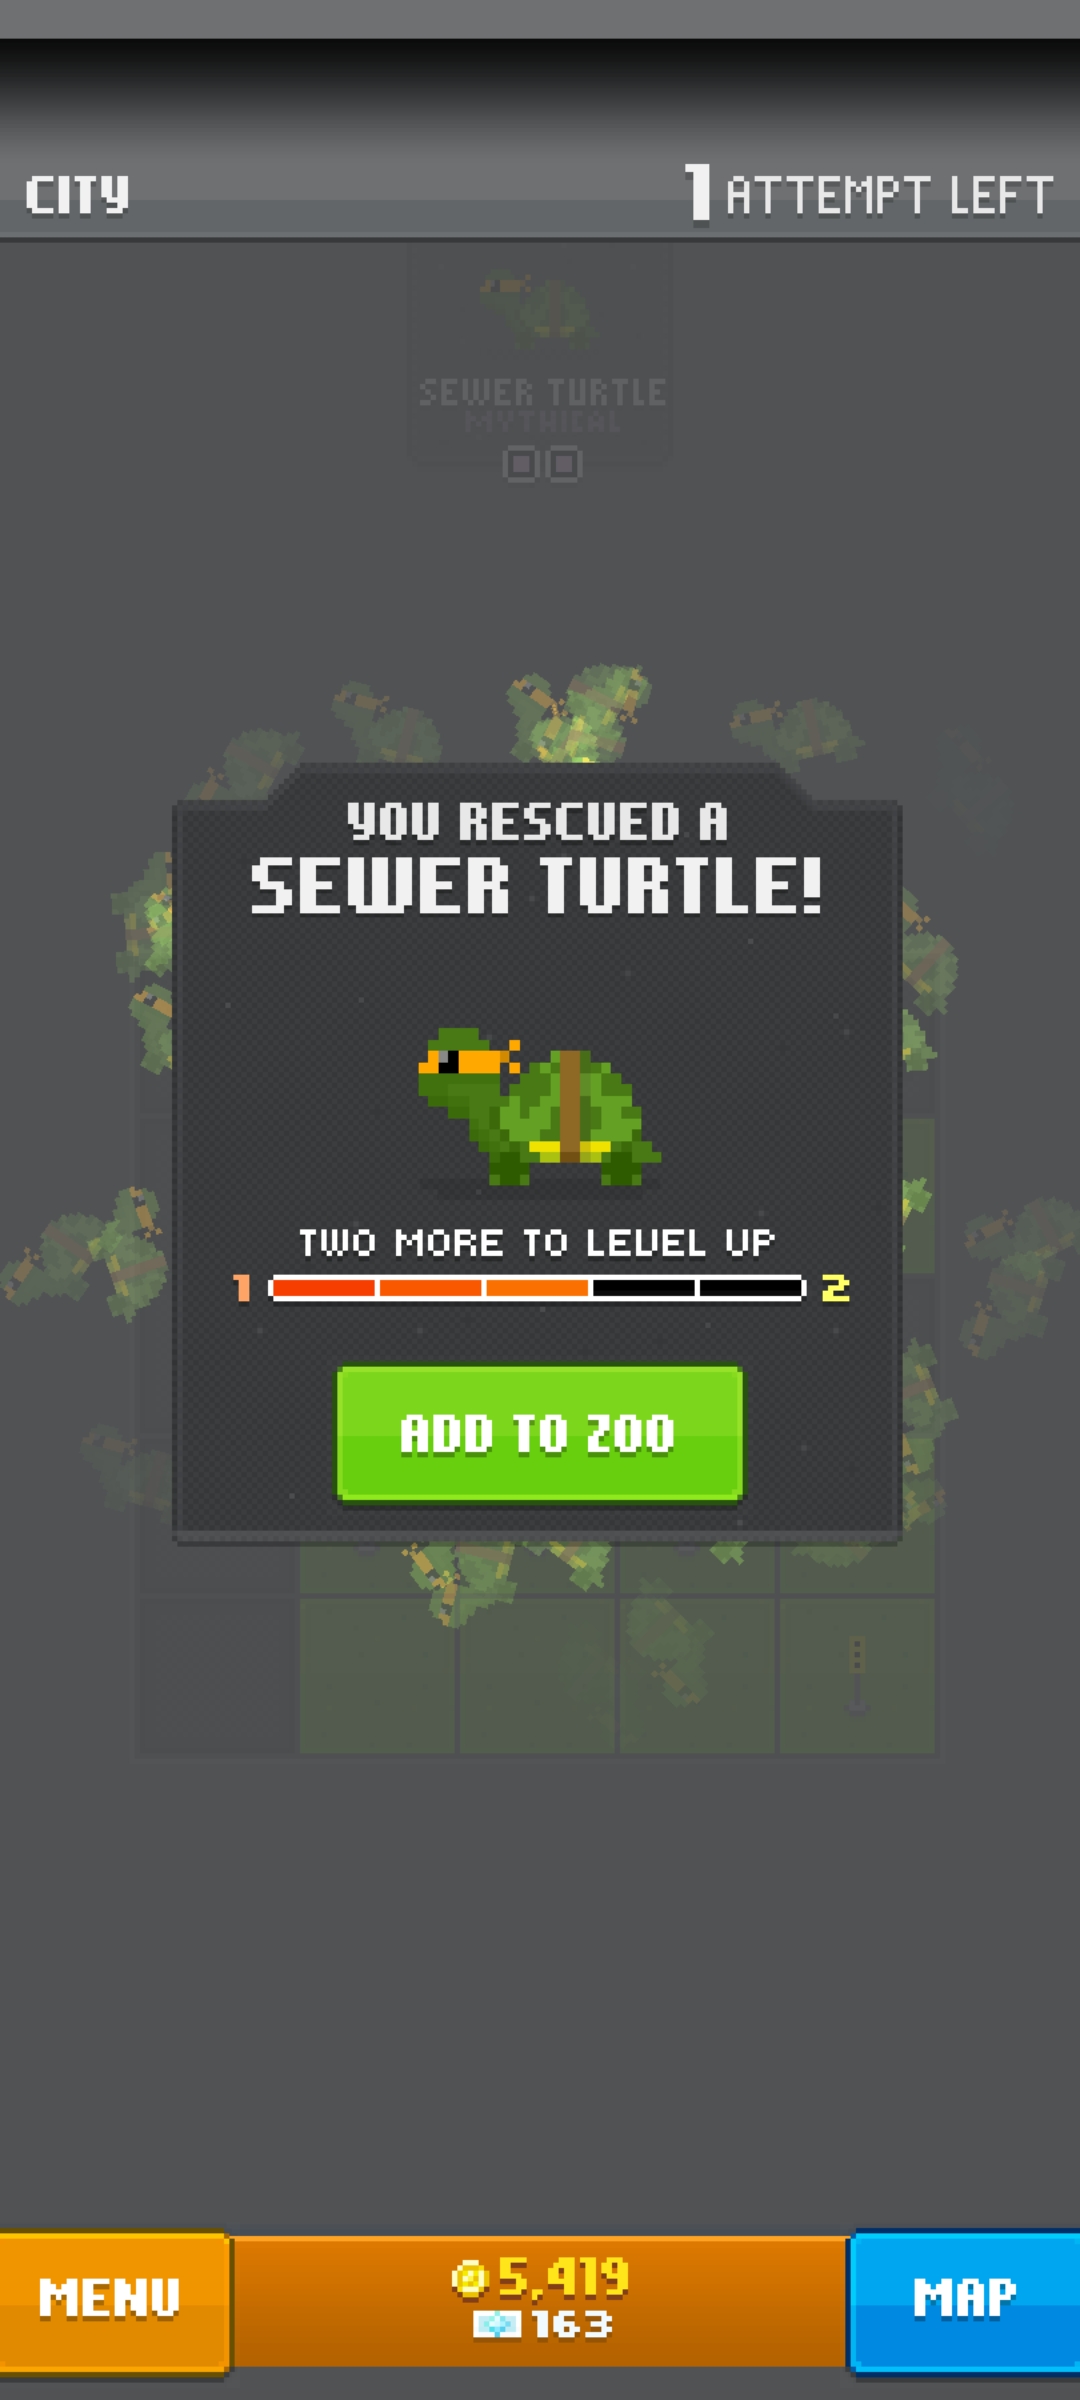 CITY
1 ATTEMPT LEFT
SEWER TURTLE
MYTHICAL
YOU RESCUED A
SEWER TURTLE!
TWO MORE TO LEVEL UP
1 2
ADD TO ZOO
MENU
5,419
163
MAP